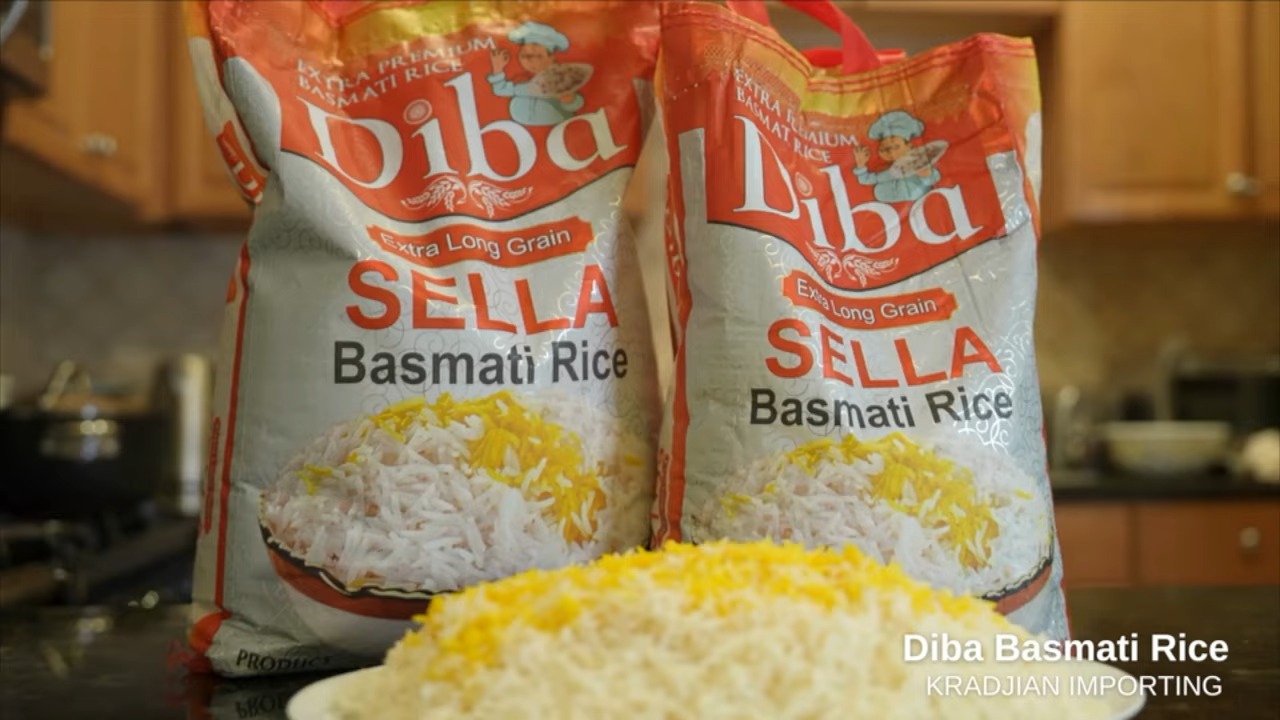 EXTRA PREMIUM
BASMATI RICE
Diba
Extra Long Grain
SELLA
Basmati Rice
EXTRA PREMIUM
BASMATI RICE
Diba
Extra Long Grain
SELLA
Basmati Rice
Diba Basmati Rice
KRADJIAN IMPORTING